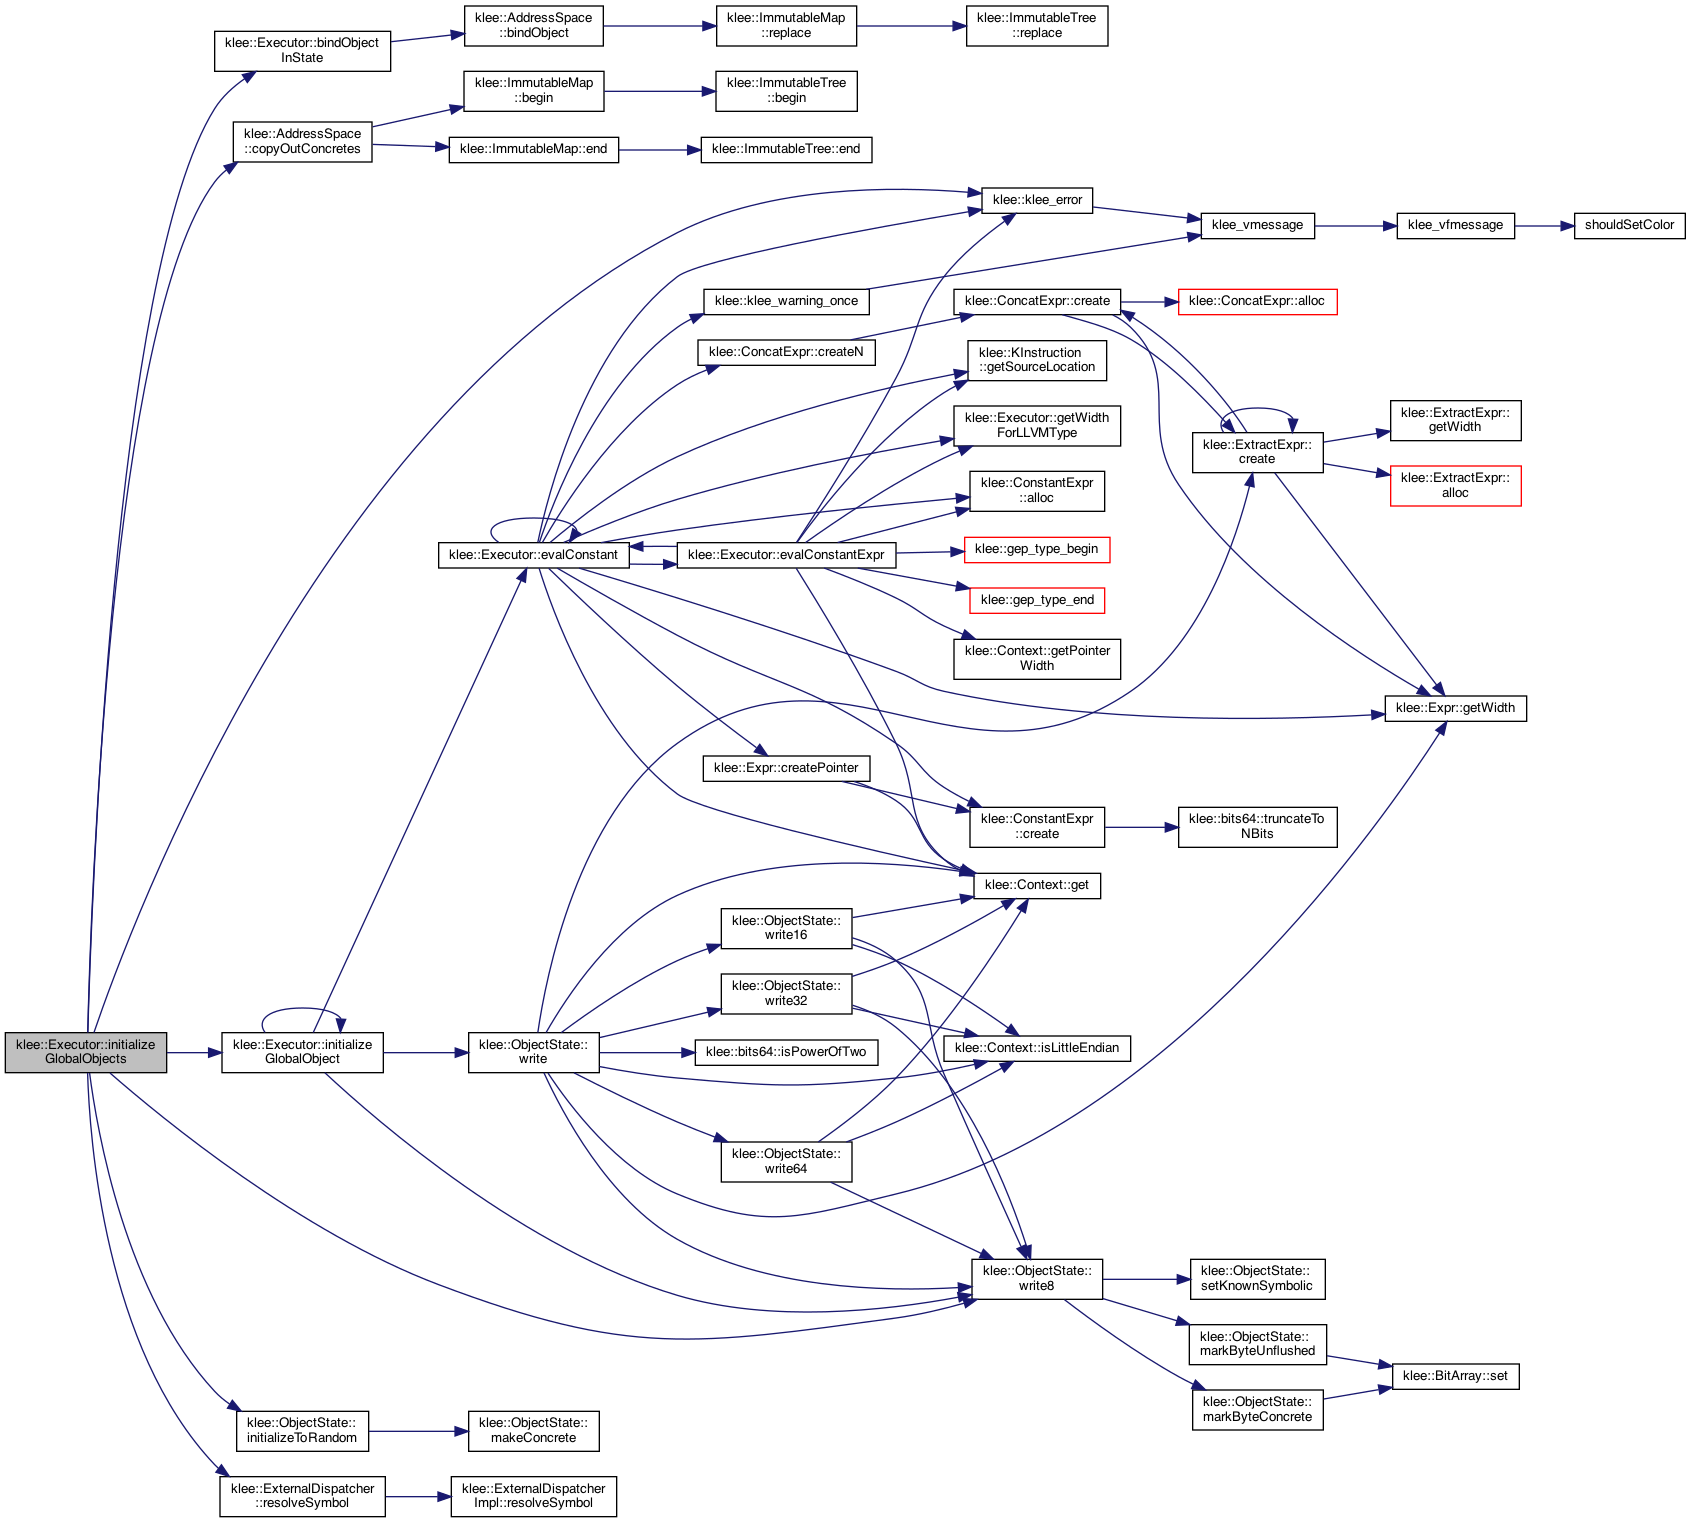 klee::AddressSpace
::bindObject
klee::ImmutableMap
::replace
klee::ImmutableTree
::replace
klee::Executor::bindObject
InState
klee::ImmutableMap
::begin
klee::ImmutableTree
::begin
klee::AddressSpace
::copyOutConcretes
klee::ImmutableMap::end
klee::ImmutableTree::end
klee::klee_error
klee_vmessage
klee_vfmessage
shouldSetColor
klee::klee_warning_once
klee::ConcatExpr::create
klee::ConcatExpr::alloc
klee::ConcatExpr::createN
klee::KInstruction
::getSourceLocation
klee::Executor::getWidth
ForLLVMType
klee::ExtractExpr::
getWidth
klee::ExtractExpr::
create
klee::ExtractExpr::
alloc
klee::ConstantExpr
::alloc
klee::Executor::evalConstant
klee::Executor::evalConstantExpr
klee::gep_type_begin
klee::gep_type_end
klee::Context::getPointer
Width
klee::Expr::getWidth
klee::Expr::createPointer
klee::ConstantExpr
::create
klee::bits64::truncateTo
NBits
klee::Context::get
klee::ObjectState::
write16
klee::ObjectState::
write32
klee::Executor::initialize
GlobalObjects
klee::Executor::initialize
GlobalObject
klee::ObjectState::
write
klee::bits64::isPowerOfTwo
klee::Context::isLittleEndian
klee::ObjectState::
write64
klee::ObjectState::
write8
klee::ObjectState::
setKnownSymbolic
klee::ObjectState::
markByteUnflushed
klee::BitArray::set
klee::ObjectState::
markByteConcrete
klee::ObjectState::
initializeToRandom
klee::ObjectState::
makeConcrete
klee::ExternalDispatcher
::resolveSymbol
klee::ExternalDispatcher
Impl::resolveSymbol